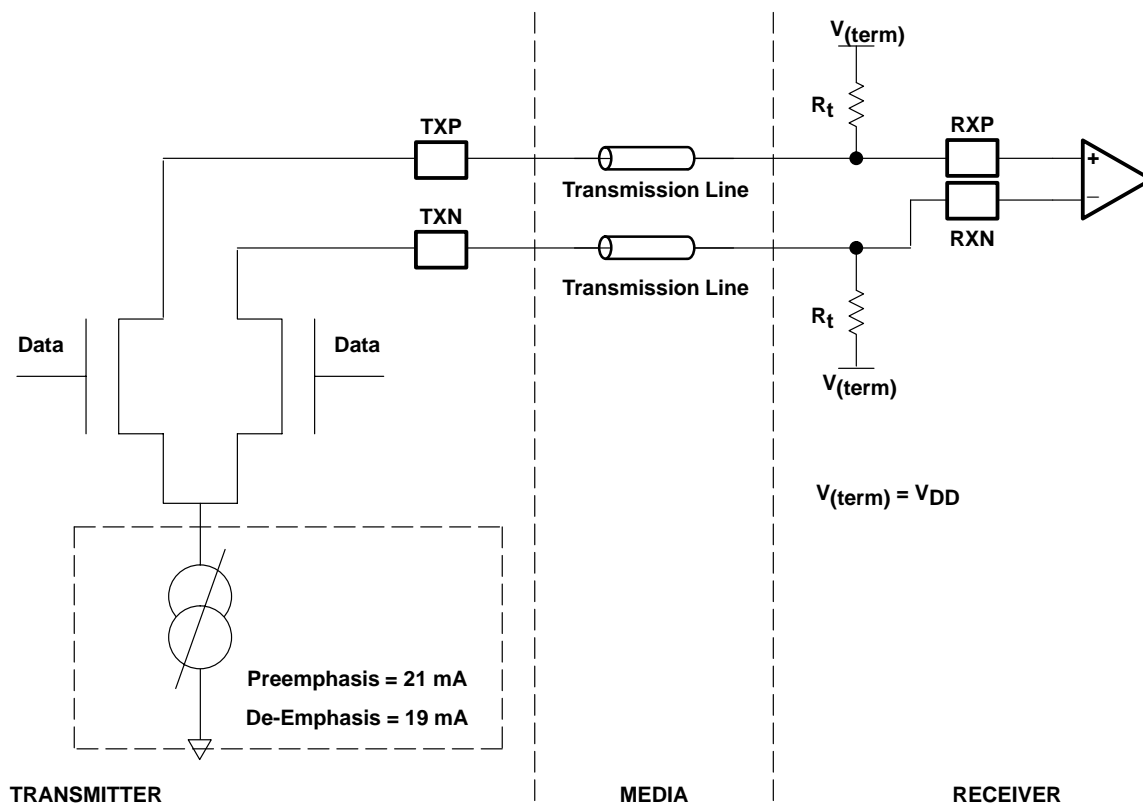 V(term)
Rt
TXP
RXP
+
Transmission Line
TXN
–
RXN
Transmission Line
Rt
Data
Data
V(term)
V(term) = VDD
Preemphasis = 21 mA
De-Emphasis = 19 mA
TRANSMITTER
MEDIA
RECEIVER